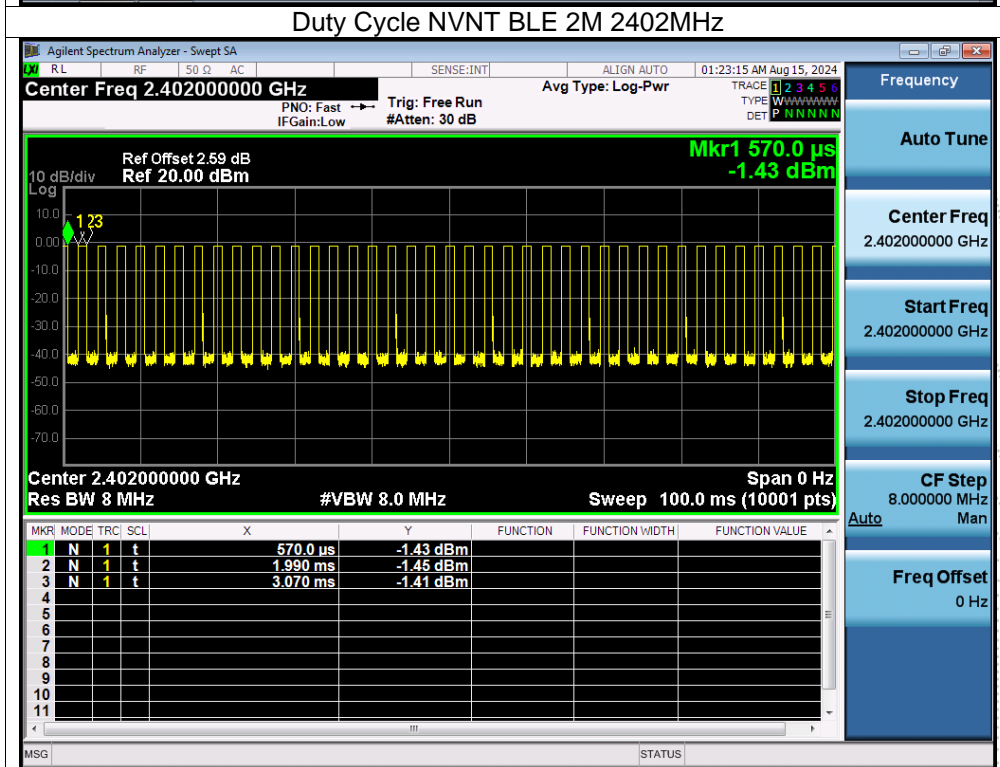 Duty Cycle NVNT BLE 2M 2402MHz
Agilent Spectrum Analyzer - Swept SA
LXI RL RF 50 Ω AC SENSE:INT ALIGN AUTO 01:23:15 AM Aug 15, 2024
Center Freq 2.402000000 GHz Avg Type: Log-Pwr TRACE 1 2 3 4 5 6
PNO: Fast Trig: Free Run TYPE WWWWWW
IFGain:Low #Atten: 30 dB DET P N N N N N
Frequency
Mkr1 570.0 µs
-1.43 dBm
Ref Offset 2.59 dB
10 dB/div Ref 20.00 dBm
Log
10.0
0.00
-10.0
-20.0
-30.0
-40.0
-50.0
-60.0
-70.0
1 2 3
Center 2.402000000 GHz Span 0 Hz
Res BW 8 MHz #VBW 8.0 MHz Sweep 100.0 ms (10001 pts)
MKR MODE TRC SCL X Y FUNCTION FUNCTION WIDTH FUNCTION VALUE
1 N 1 t 570.0 µs -1.43 dBm
2 N 1 t 1.990 ms -1.45 dBm
3 N 1 t 3.070 ms -1.41 dBm
4
5
6
7
8
9
10
11
MSG STATUS
Auto Tune
Center Freq
2.402000000 GHz
Start Freq
2.402000000 GHz
Stop Freq
2.402000000 GHz
CF Step
8.000000 MHz
Auto Man
Freq Offset
0 Hz